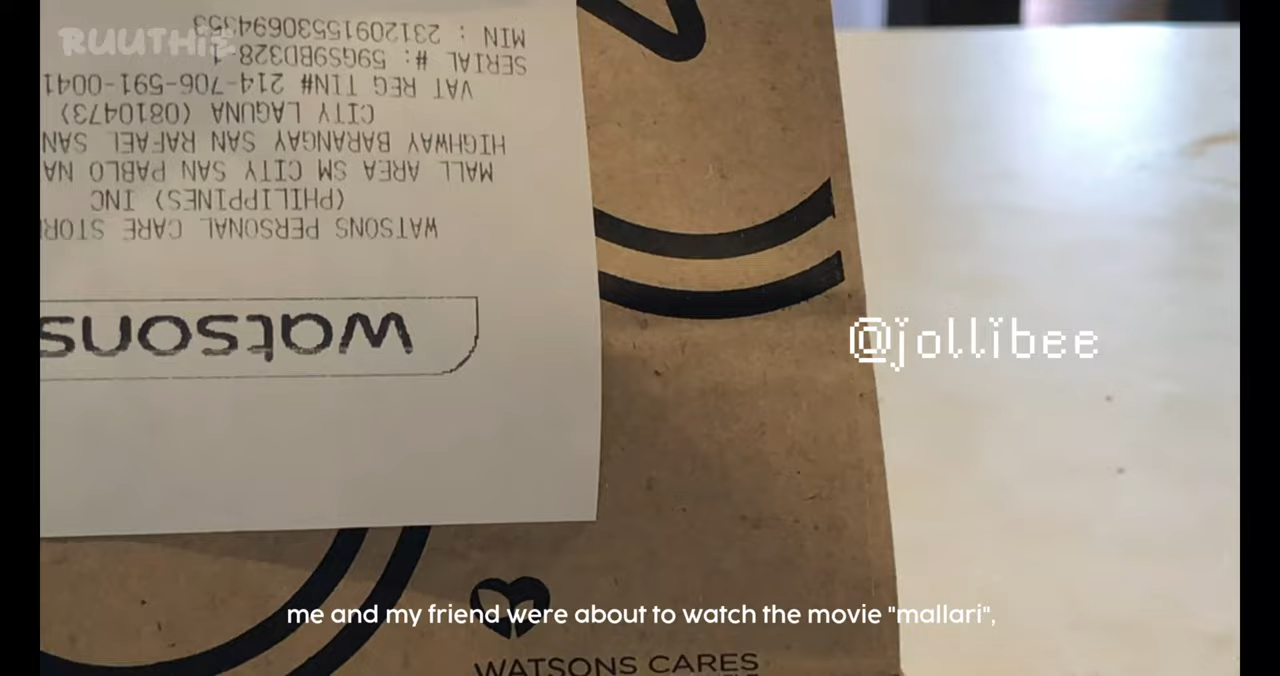 RUUTHIE
watsons
WATSONS PERSONAL CARE STOR
(PHILIPPINES) INC
MALL AREA SM CITY SAN PABLO NA
HIGHWAY BARANGAY SAN RAFAEL SAN
CITY LAGUNA (0810473)
VAT REG TIN# 214-706-591-0041
SERIAL #: 59GS9BD328-1
MIN : 23120915530694353
@jollibee
me and my friend were about to watch the movie "mallari",
WATSONS CARES